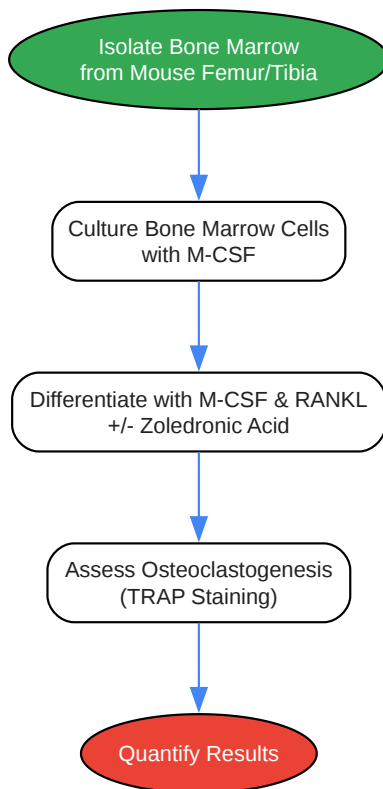 Isolate Bone Marrow
from Mouse Femur/Tibia
Culture Bone Marrow Cells
with M-CSF
Differentiate with M-CSF & RANKL
+/- Zoledronic Acid
Assess Osteoclastogenesis
(TRAP Staining)
Quantify Results